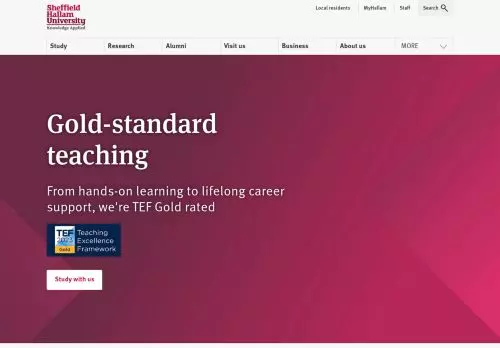 Sheffield
Hallam
University
Knowledge Applied
Local residents
MyHallam
Staff
Search
Study
Research
Alumni
Visit us
Business
About us
MORE
Gold-standard
teaching
From hands-on learning to lifelong career
support, we're TEF Gold rated
TEF
2023
Gold
Teaching
Excellence
Framework
Study with us